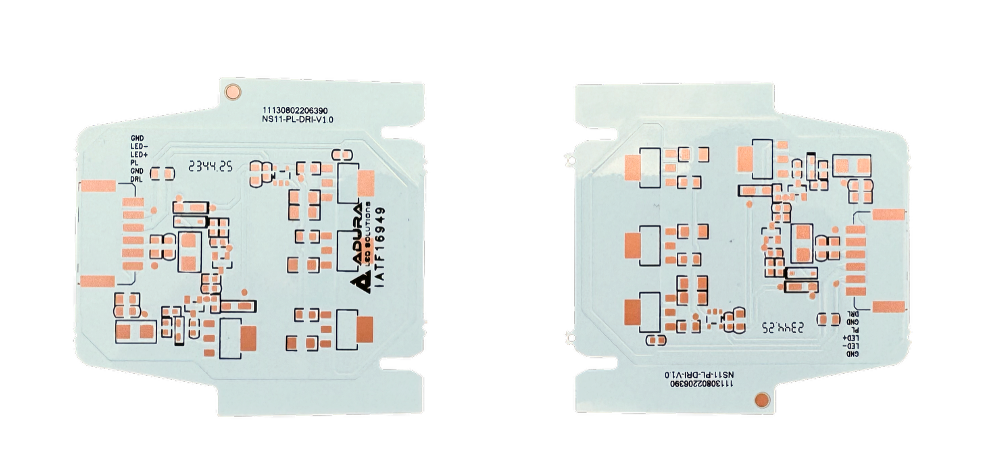 11130802206390
NS11-PL-DRI-V1.0
GND
LED-
LED+
PL
GND
DRL
2344.25
ADURA
LED SOLUTIONS
IATF16949
2344.25
DRL
GND
PL
LED+
LED-
GND
NS11-PL-DRI-V1.0
11130802206390